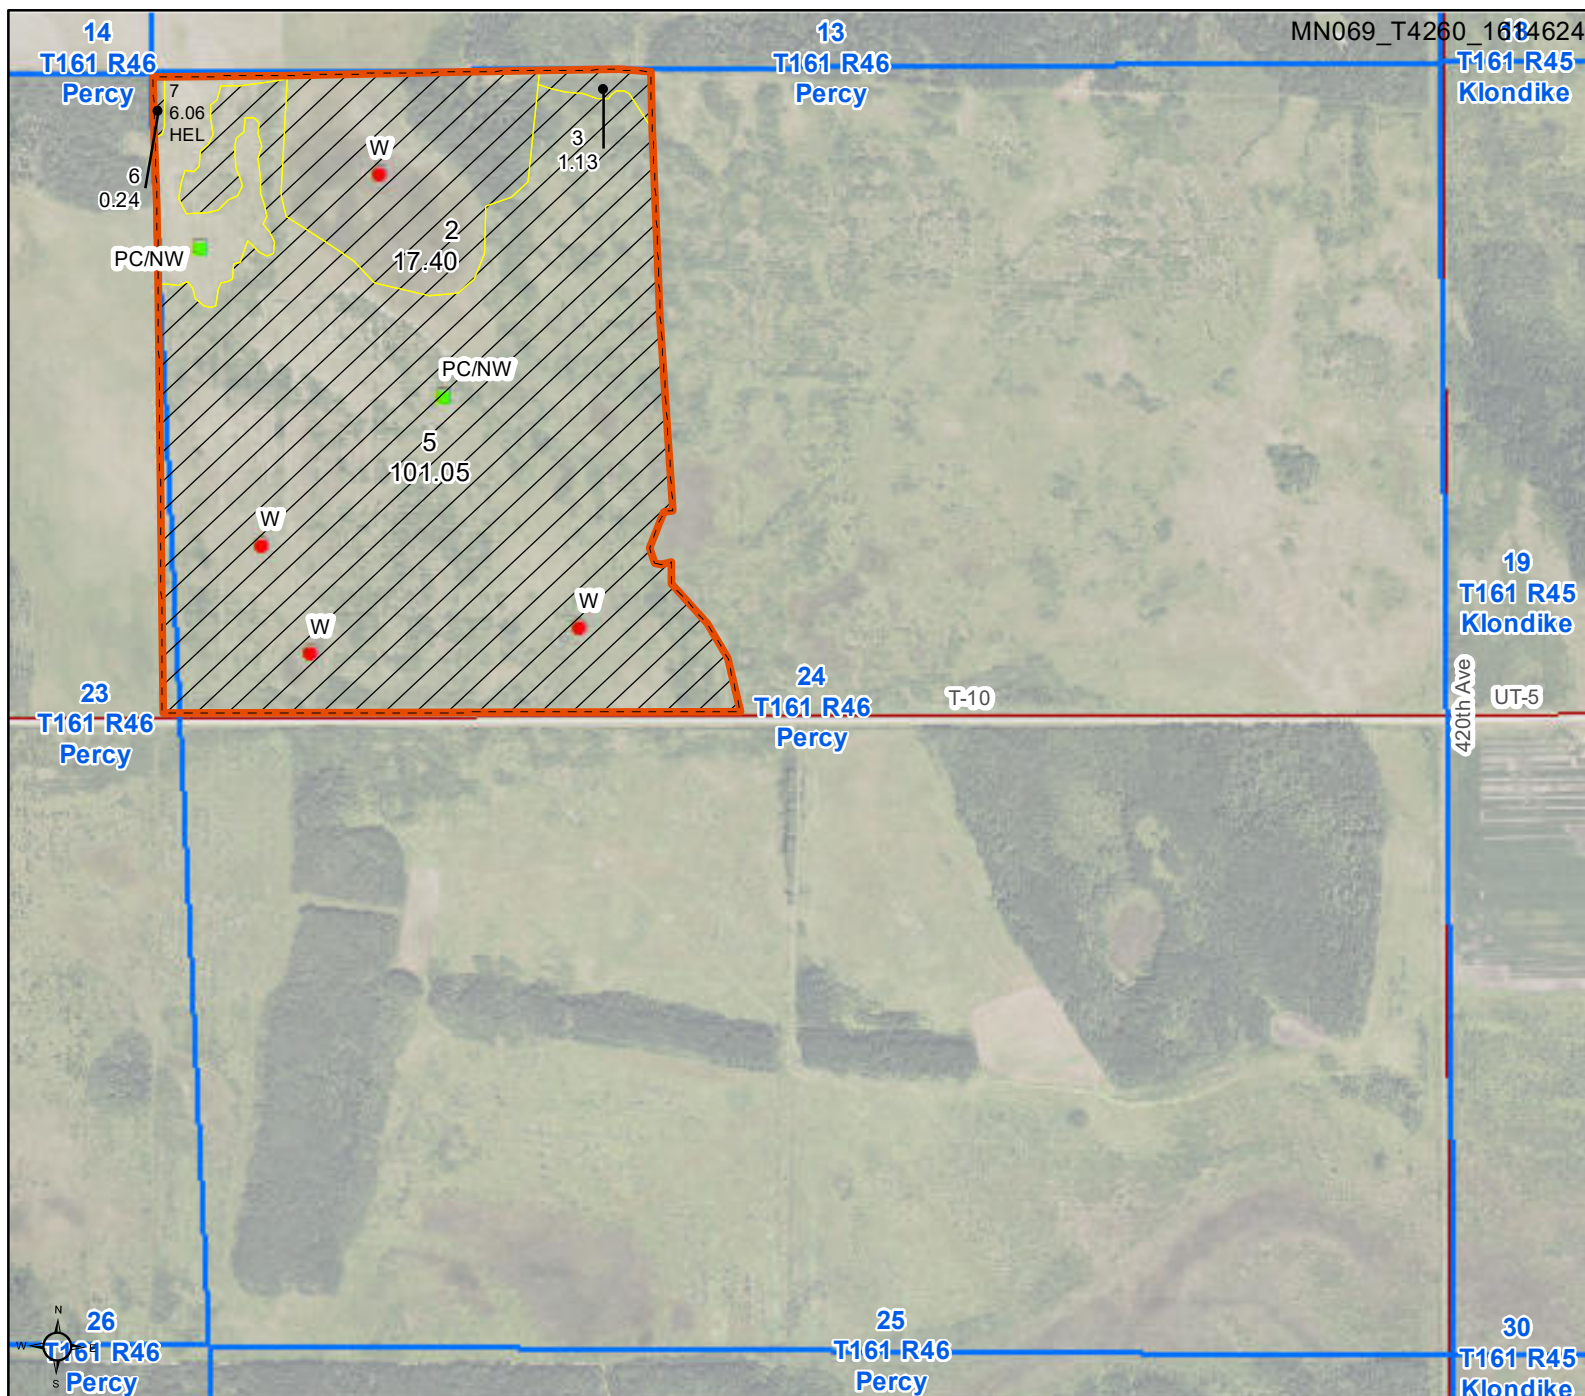 14
T161 R46
Percy
13
T161 R46
Percy
MN069_T4260_1614624
18
T161 R45
Klondike
7
6.06
HEL
6
0.24
W
3
1.13
2
17.40
PC/NW
PC/NW
5
101.05
W
W
W
23
T161 R46
Percy
24
T161 R46
Percy
T-10
420th Ave
19
T161 R45
Klondike
UT-5
N
W
E
S
26
T161 R46
Percy
25
T161 R46
Percy
30
T161 R45
Klondike